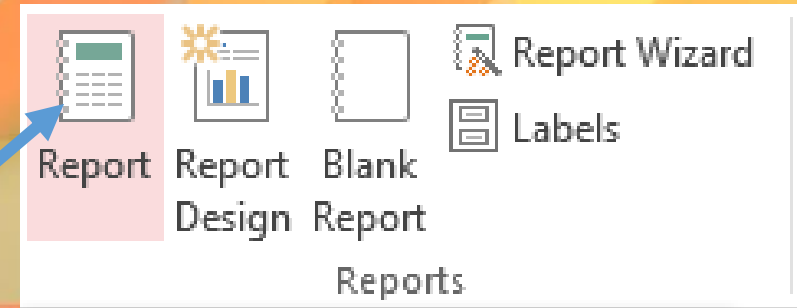 Report
Report
Design
Blank
Report
Report Wizard
Labels
Reports